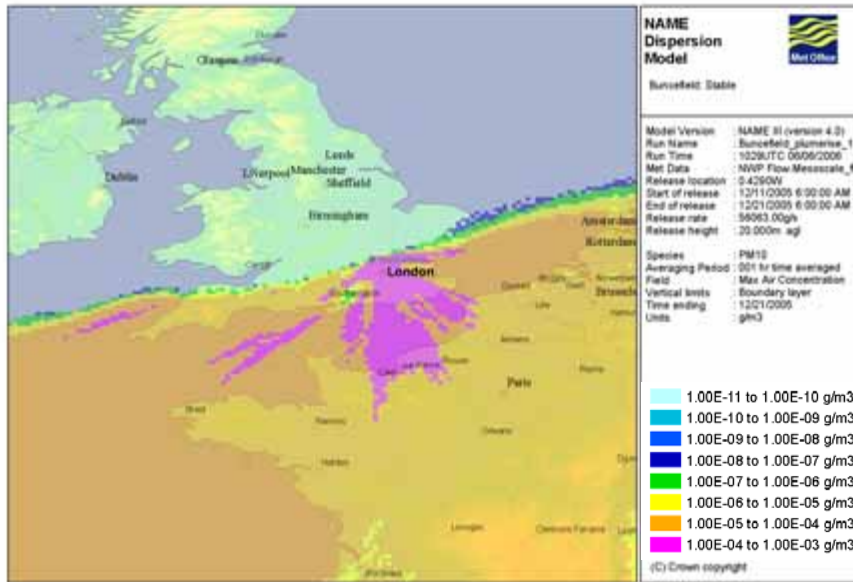 Glasgow
Dublin
Leeds
Liverpool Manchester
Sheffield
Birmingham
London
Amsterdam
Rotterdam
Paris
Brest
Rouen
Nantes
Orleans
Limoges
NAME
Dispersion
Model
Met Office
Buncefield: Stable
Model Version : NAME III (version 4.0)
Run Name : Buncefield_plumerise_1
Run Time : 1029UTC 06/06/2006
Met Data : NWP Flow.Mesoscale_
Release location : 0.4290W
Start of release : 12/11/2005 6:00:00 AM
End of release : 12/21/2005 6:00:00 AM
Release rate : 56063.00g/s
Release height : 20.000m agl
Species : PM10
Averaging Period : 001 hr time averaged
Field : Max Air Concentration
Vertical limits : Boundary layer
Time ending : 12/21/2005
Units : g/m3
1.00E-11 to 1.00E-10 g/m3
1.00E-10 to 1.00E-09 g/m3
1.00E-09 to 1.00E-08 g/m3
1.00E-08 to 1.00E-07 g/m3
1.00E-07 to 1.00E-06 g/m3
1.00E-06 to 1.00E-05 g/m3
1.00E-05 to 1.00E-04 g/m3
1.00E-04 to 1.00E-03 g/m3
(C) Crown copyright